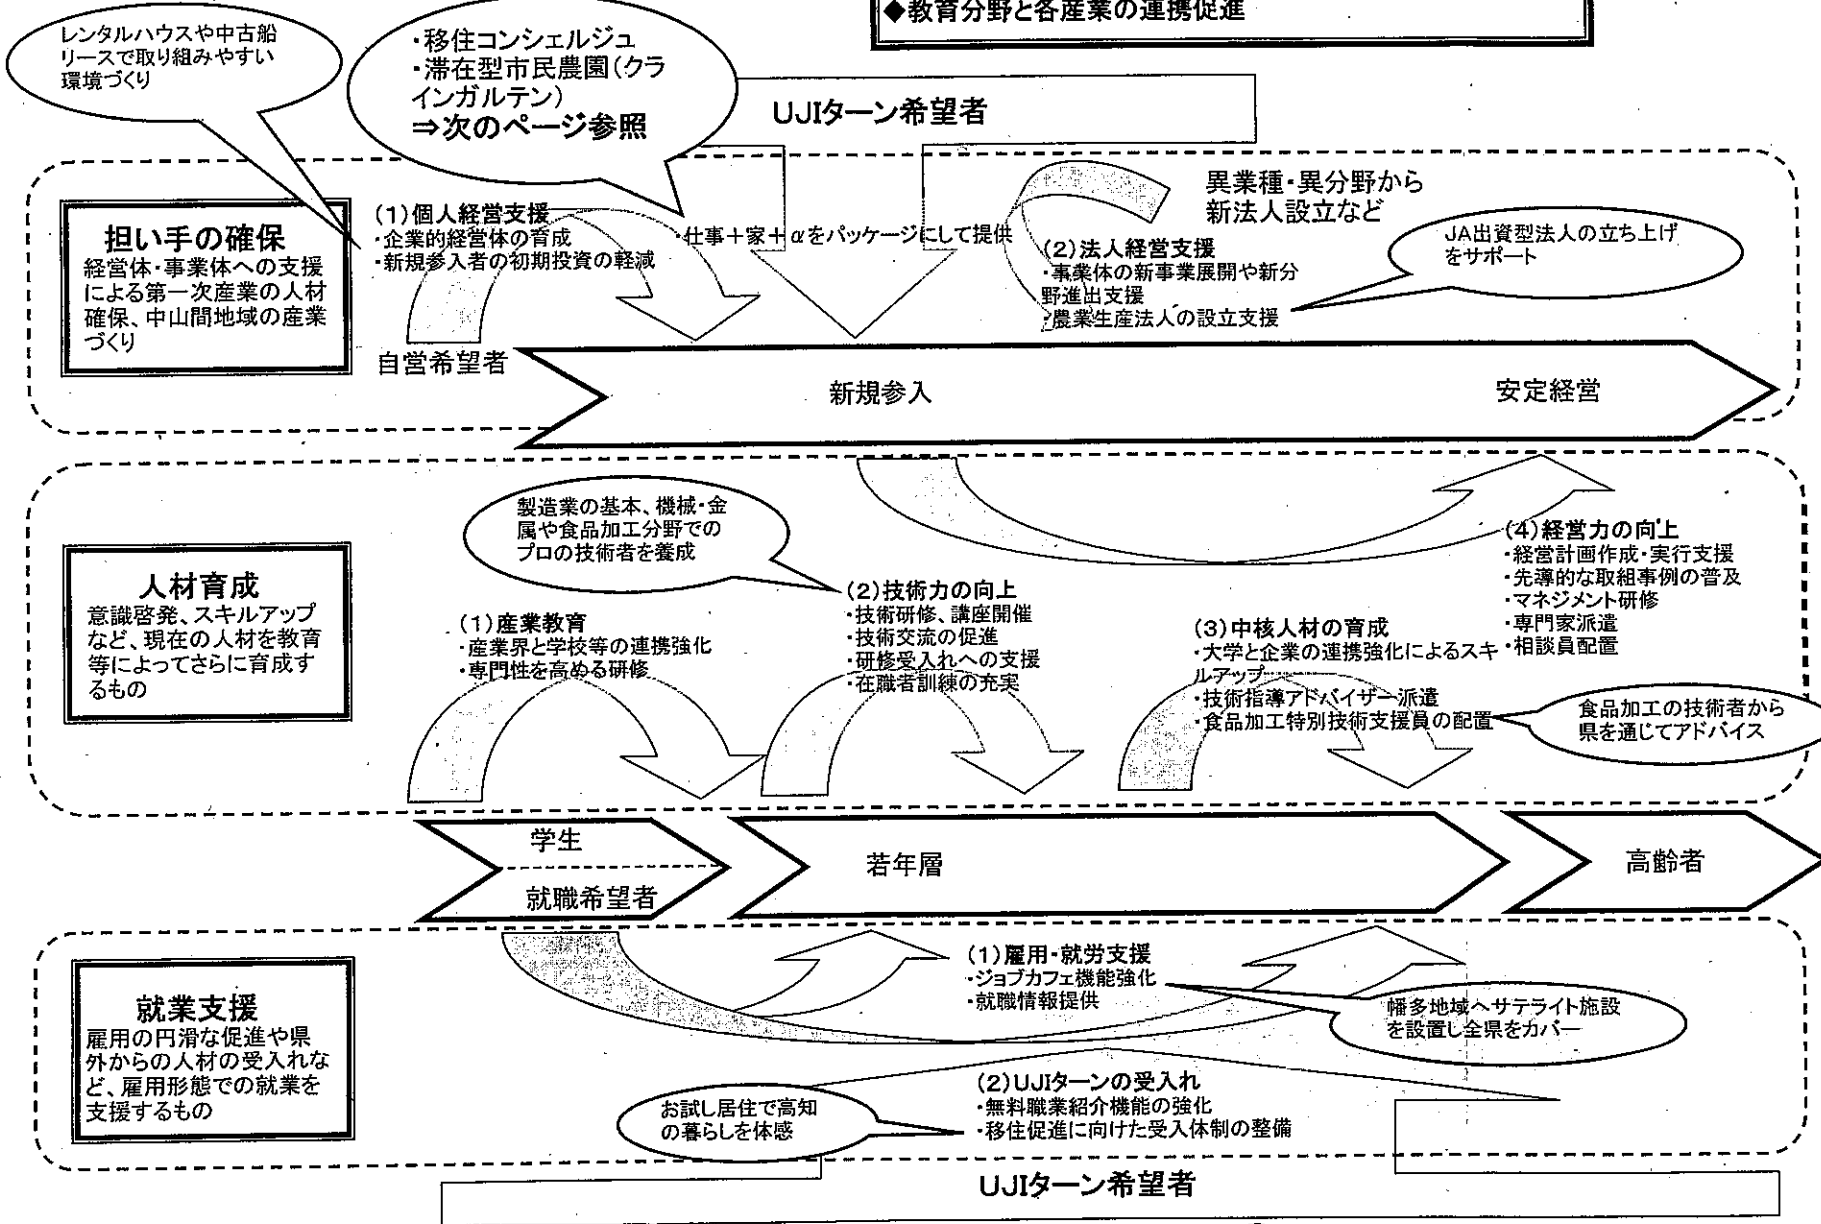 ◆教育分野と各産業の連携促進
レンタルハウスや中古船
リースで取り組みやすい
環境づくり
・移住コンシェルジュ
・滞在型市民農園(クラ
インガルテン)
⇒次のページ参照
UJIターン希望者
担い手の確保
経営体・事業体への支援
による第一次産業の人材
確保、中山間地域の産業
づくり
(1)個人経営支援
・企業的経営体の育成
・新規参入者の初期投資の軽減
自営希望者
・仕事+家+αをパッケージにして提供
異業種・異分野から
新法人設立など
(2)法人経営支援
・事業体の新事業展開や新分
野進出支援
・農業生産法人の設立支援
JA出資型法人の立ち上げ
をサポート
新規参入
安定経営
人材育成
意識啓発、スキルアップ
など、現在の人材を教育
等によってさらに育成す
るもの
製造業の基本、機械・金
属や食品加工分野での
プロの技術者を養成
(1)産業教育
・産業界と学校等の連携強化
・専門性を高める研修
(2)技術力の向上
・技術研修、講座開催
・技術交流の促進
・研修受入れへの支援
・在職者訓練の充実
(3)中核人材の育成
・大学と企業の連携強化によるスキ
ルアップ
・技術指導アドバイザー派遣
・食品加工特別技術支援員の配置
(4)経営力の向上
・経営計画作成・実行支援
・先導的な取組事例の普及
・マネジメント研修
・専門家派遣
・相談員配置
食品加工の技術者から
県を通じてアドバイス
学生
就職希望者
若年層
高齢者
就業支援
雇用の円滑な促進や県
外からの人材の受入れな
ど、雇用形態での就業を
支援するもの
(1)雇用・就労支援
・ジョブカフェ機能強化
・就職情報提供
幡多地域へサテライト施設
を設置し全県をカバー
(2)UJIターンの受入れ
・無料職業紹介機能の強化
・移住促進に向けた受入体制の整備
お試し居住で高知
の暮らしを体感
UJIターン希望者